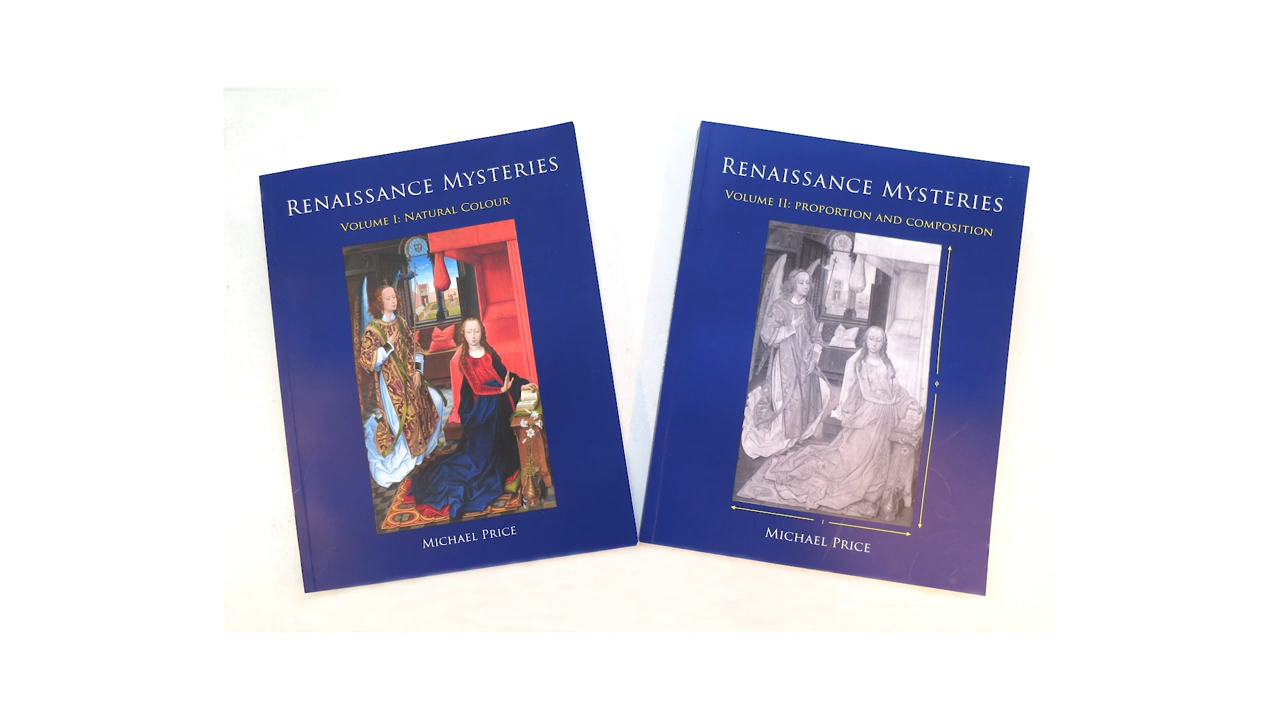 RENAISSANCE MYSTERIES
VOLUME I: NATURAL COLOUR
MICHAEL PRICE
RENAISSANCE MYSTERIES
VOLUME II: PROPORTION AND COMPOSITION
MICHAEL PRICE